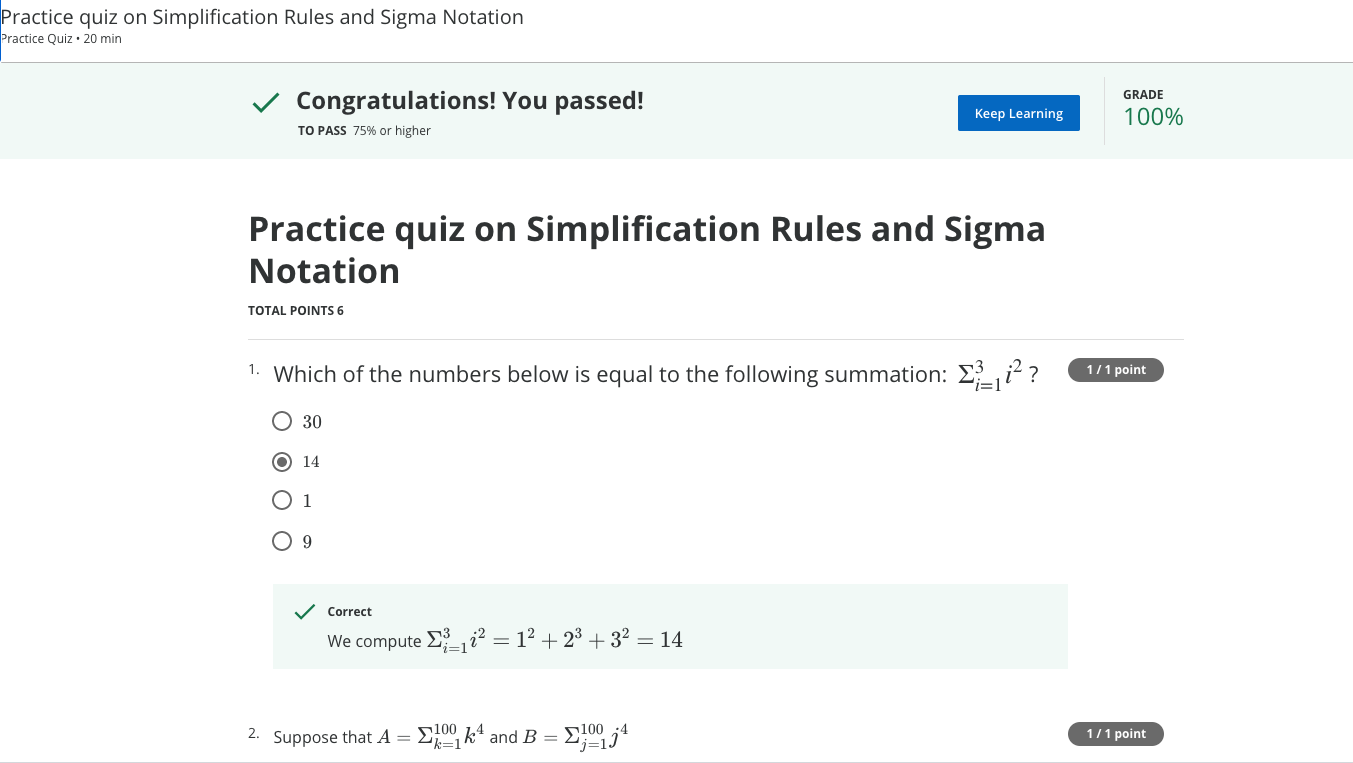 Practice quiz on Simplification Rules and Sigma Notation
Practice Quiz • 20 min
Congratulations! You passed!
TO PASS 75% or higher
Keep Learning
GRADE
100%
Practice quiz on Simplification Rules and Sigma
Notation
TOTAL POINTS 6
1. Which of the numbers below is equal to the following summation: $\Sigma_{i=1}^{3} i^2$ ?
1 / 1 point
30
14
1
9
Correct
We compute $\Sigma_{i=1}^{3} i^2 = 1^2 + 2^3 + 3^2 = 14$
2. Suppose that $A = \Sigma_{k=1}^{100} k^4$ and $B = \Sigma_{j=1}^{100} j^4$
1 / 1 point